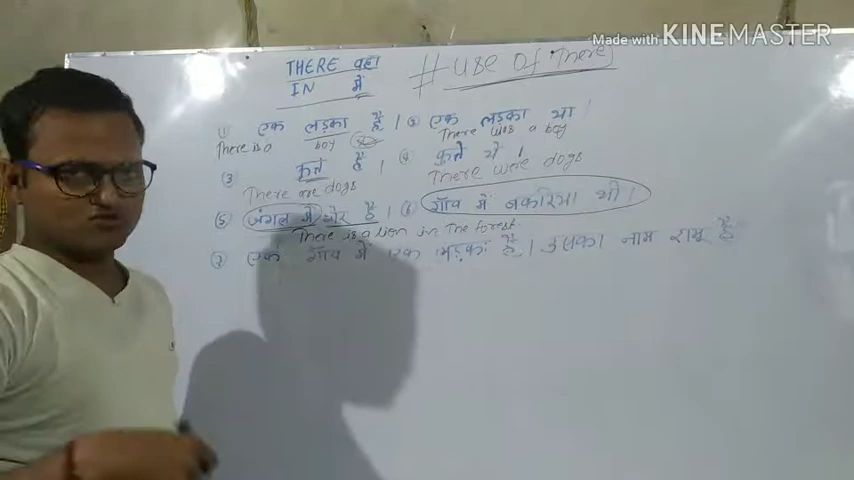 Made with KINEMASTER
THERE वहा
IN में
# use of There
① एक लड़का है । ② एक लड़का था ।
There is a boy There was a boy
③ कुत्ते है । ④ कुत्ते थे ।
There are dogs There were dogs
⑤ जंगल में शेर है । ⑥ गाँव में बकरिया थी ।
There is a lion in The forest.
⑦ एक गाँव में एक लड़का है । उसका नाम रामू है